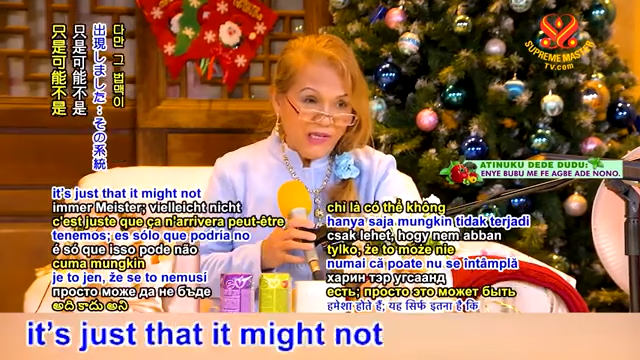 다만 그 법맥이
出現しました：その系統
只是可能不是
只是可能不是
SUPREME MASTER
TV.com
ATINUKU DEDE DUDU:
ENYE BUBU ME FE AGBE ADE NONO.
it's just that it might not
immer Meister; vielleicht nicht
c'est juste que ça n'arrivera peut-être
tenemos; es sólo que podría no
é só que isso pode não
cuma mungkin
je to jen, že se to nemusí
просто може да не бъде
అది కాదు అని
chỉ là có thể không
hanya saja mungkin tidak terjadi
csak lehet, hogy nem abban
tylko, że to może nie
numai că poate nu se întâmplă
харин тэр угсаанд
есть; просто это может быть
हमेशा होते हैं; यह सिर्फ इतना है कि
it's just that it might not